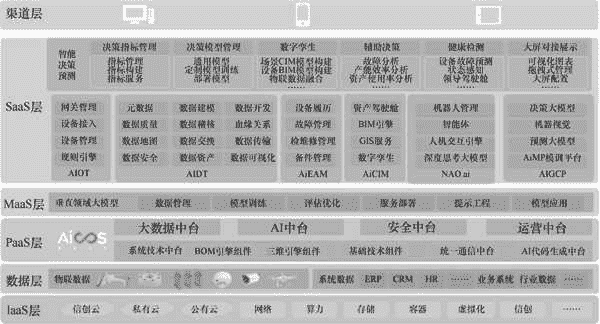 渠道层
SaaS层
智能
决策
预测
决策指标管理
指标管理
指标构建
指标服务
决策模型管理
通用模型
定制模型训练
部署模型
数字孪生
场景CIM模型构建
设备BIM模型构建
物联数据融合
……
辅助决策
故障分析
产能效率分析
资产使用率分析
……
健康检测
设备故障预测
状态感知
领导驾驶舱
……
大屏对接展示
可视化图表
拖拽式管理
大屏配置
……
网关管理
设备接入
设备管理
规则引擎
AIOT
元数据 数据建模 数据开发
数据质量 数据稽核 血缘关系
数据地图 数据交换 数据传输
数据安全 数据资产 数据可视化
AIDT
设备履历
故障管理
检维修管理
备件管理
AiEAM
资产驾驶舱
BIM引擎
GIS服务
数字孪生
AiCIM
机器人管理
智能体
人机交互引擎
深度思考大模型
NAO ai
决策大模型
机器视觉
预测大模型
AiMP模训平台
AIGCP
MaaS层
垂直领域大模型 数据管理 模型训练 评估优化 服务部署 提示工程 模型应用
PaaS层
大数据中台 AI中台 安全中台 运营中台
系统技术中台 BOM引擎组件 三维引擎组件 基础技术组件 统一通信中台 AI代码生成中台
数据层
物联数据
系统数据 ERP CRM HR …… 业务系统 行业数据 ……
IaaS层
信创云 私有云 公有云 网络 算力 存储 容器 虚拟化 信创 ……